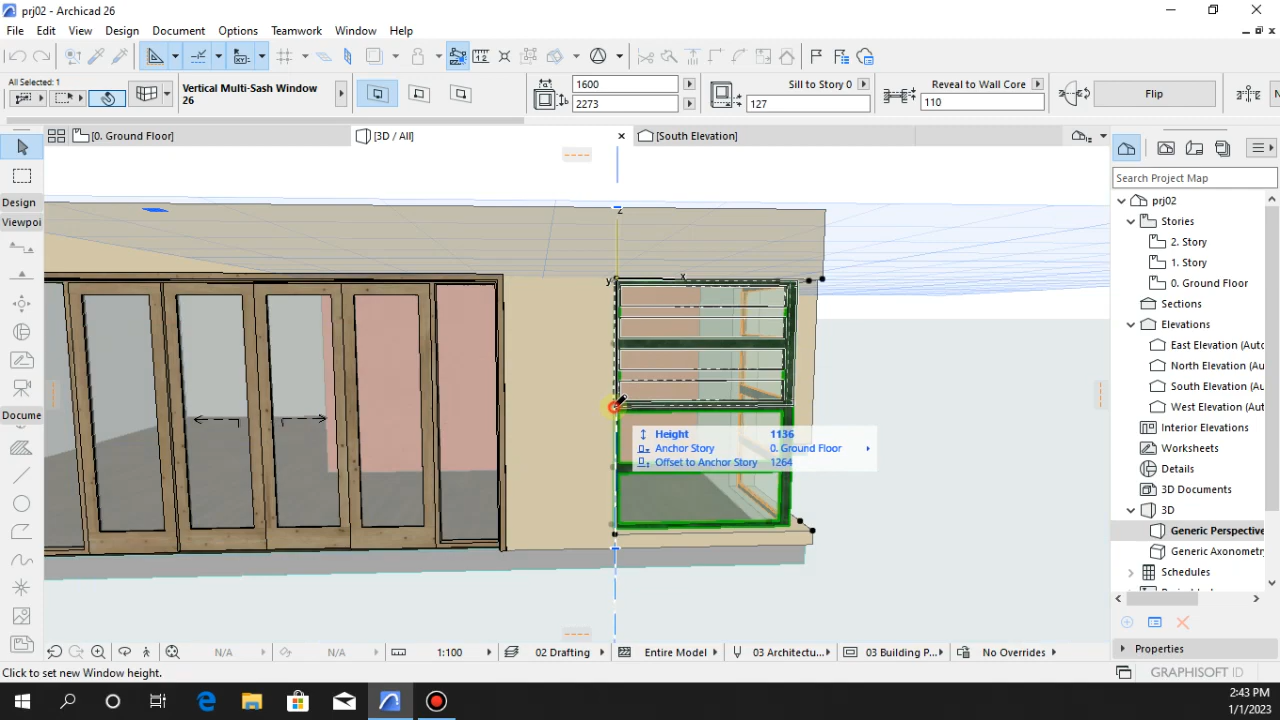 prj02 - Archicad 26
File Edit View Design Document Options Teamwork Window Help
All Selected: 1
Vertical Multi-Sash Window
26
1600
2273
Sill to Story 0
127
Reveal to Wall Core
110
Flip
[0. Ground Floor]
[3D / All]
[South Elevation]
Design
Viewpoi
Docume
z
y
x
Height 1136
Anchor Story 0. Ground Floor
Offset to Anchor Story 1264
Search Project Map
prj02
Stories
2. Story
1. Story
0. Ground Floor
Sections
Elevations
East Elevation (Auto
North Elevation (Aut
South Elevation (Aut
West Elevation (Auto
Interior Elevations
Worksheets
Details
3D Documents
3D
Generic Perspective
Generic Axonometry
Schedules
Properties
N/A
N/A
1:100
02 Drafting
Entire Model
03 Architectu...
03 Building P...
No Overrides
Click to set new Window height.
GRAPHISOFT ID
2:43 PM
1/1/2023